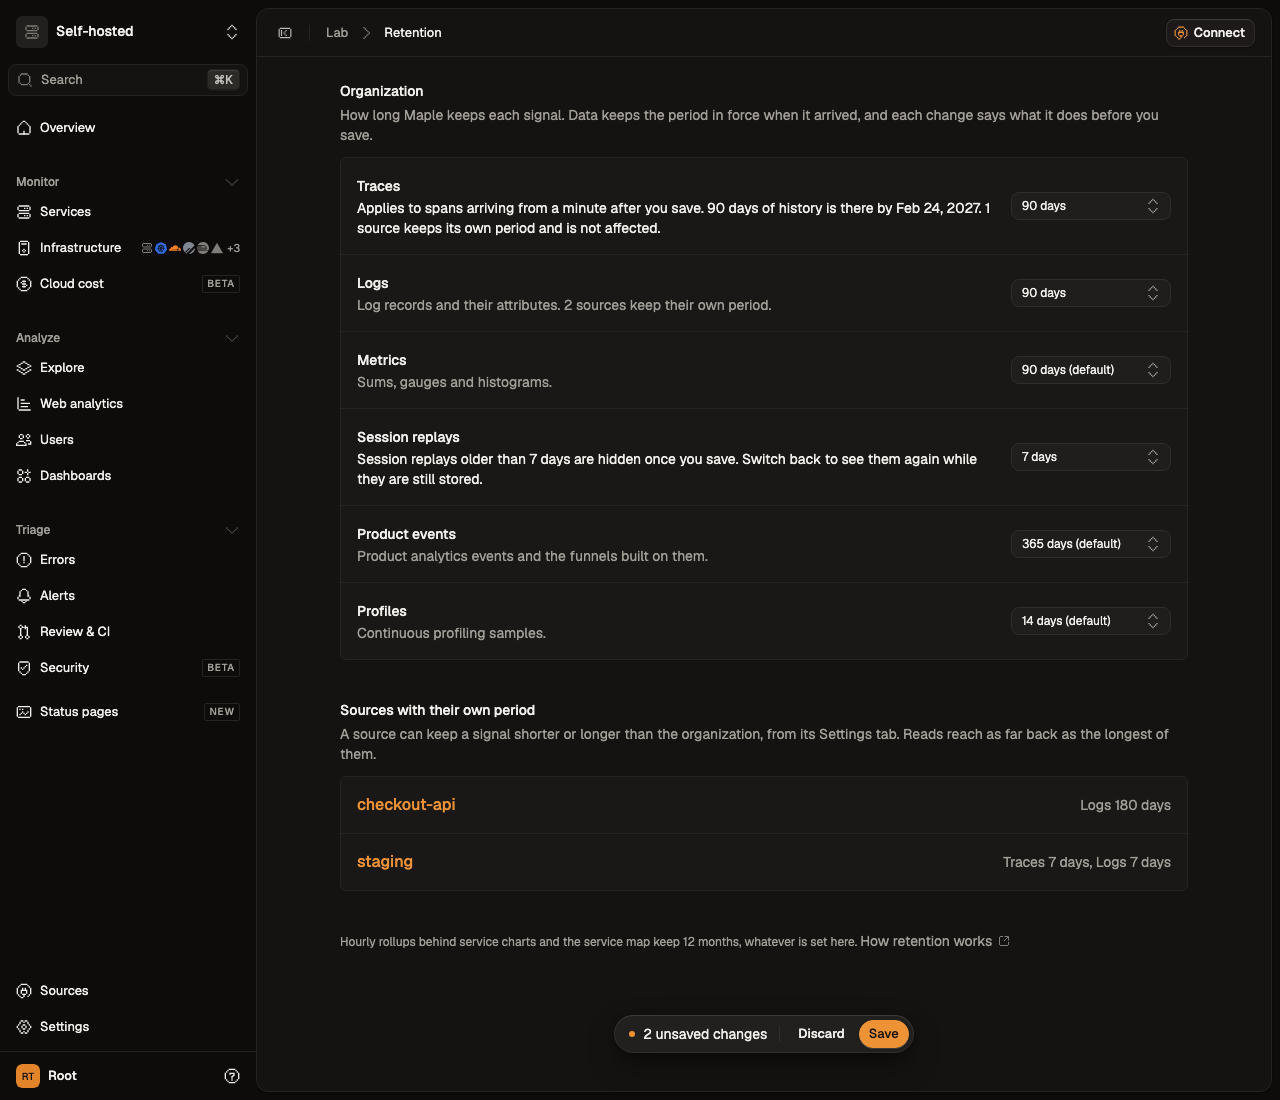 Self-hosted
Search
⌘K
Overview
Monitor
Services
Infrastructure
+3
Cloud cost
BETA
Analyze
Explore
Web analytics
Users
Dashboards
Triage
Errors
Alerts
Review & CI
Security
BETA
Status pages
NEW
Sources
Settings
RT
Root
Lab
Retention
Connect
Organization
How long Maple keeps each signal. Data keeps the period in force when it arrived, and each change says what it does before you
save.
Traces
Applies to spans arriving from a minute after you save. 90 days of history is there by Feb 24, 2027. 1
source keeps its own period and is not affected.
90 days
Logs
Log records and their attributes. 2 sources keep their own period.
90 days
Metrics
Sums, gauges and histograms.
90 days (default)
Session replays
Session replays older than 7 days are hidden once you save. Switch back to see them again while
they are still stored.
7 days
Product events
Product analytics events and the funnels built on them.
365 days (default)
Profiles
Continuous profiling samples.
14 days (default)
Sources with their own period
A source can keep a signal shorter or longer than the organization, from its Settings tab. Reads reach as far back as the longest of
them.
checkout-api
Logs 180 days
staging
Traces 7 days, Logs 7 days
Hourly rollups behind service charts and the service map keep 12 months, whatever is set here. How retention works
2 unsaved changes
Discard
Save